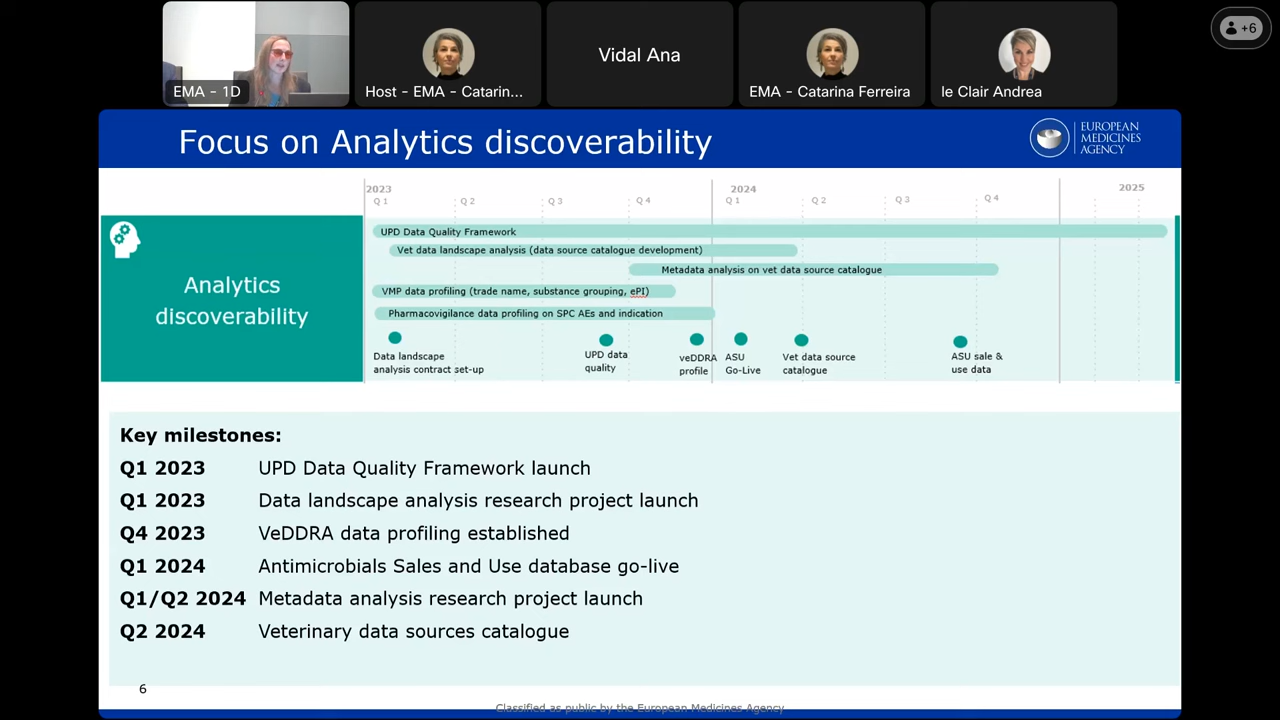 +6
EMA - 1D
Host - EMA - Catarin...
Vidal Ana
EMA - Catarina Ferreira
le Clair Andrea
Focus on Analytics discoverability
EUROPEAN
MEDICINES
AGENCY
2023
2024
2025
Q 1
Q 2
Q 3
Q 4
Q 1
Q 2
Q 3
Q 4
Analytics
discoverability
UPD Data Quality Framework
Vet data landscape analysis (data source catalogue development)
Metadata analysis on vet data source catalogue
VMP data profiling (trade name, substance grouping, ePI)
Pharmacovigilance data profiling on SPC AEs and indication
Data landscape
analysis contract set-up
UPD data
quality
veDDRA
profile
ASU
Go-Live
Vet data source
catalogue
ASU sale &
use data
Key milestones:
Q1 2023 UPD Data Quality Framework launch
Q1 2023 Data landscape analysis research project launch
Q4 2023 VeDDRA data profiling established
Q1 2024 Antimicrobials Sales and Use database go-live
Q1/Q2 2024 Metadata analysis research project launch
Q2 2024 Veterinary data sources catalogue
6
Classified as public by the European Medicines Agency